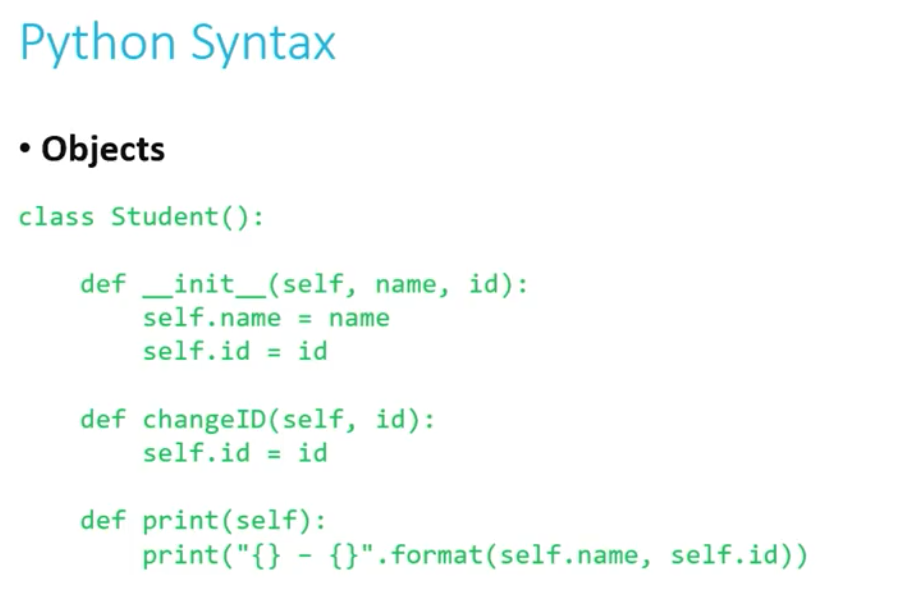 Python Syntax
• Objects
class Student():
    def __init__(self, name, id):
        self.name = name
        self.id = id
    def changeID(self, id):
        self.id = id
    def print(self):
        print("{} – {}".format(self.name, self.id))